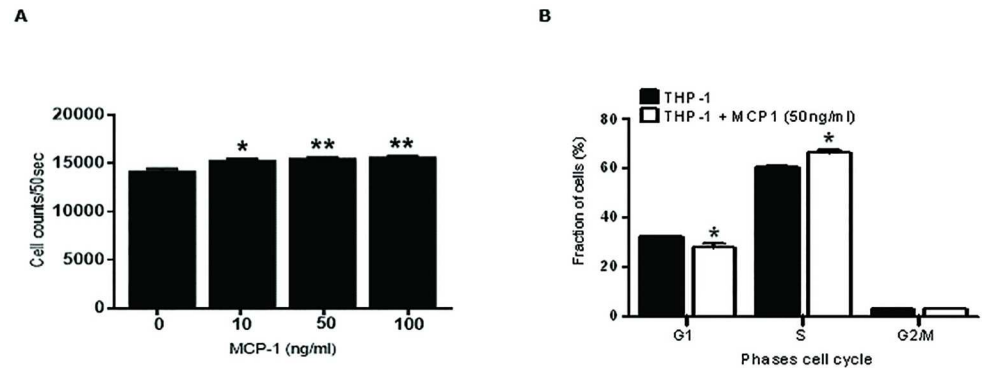 A
20000
15000
10000
5000
0
Cell counts/50sec
* ** **
0 10 50 100
MCP-1 (ng/ml)
B
THP-1
THP-1 + MCP1 (50ng/ml)
80
60
40
20
0
Fraction of cells (%)
*
*
G1 S G2/M
Phases cell cycle